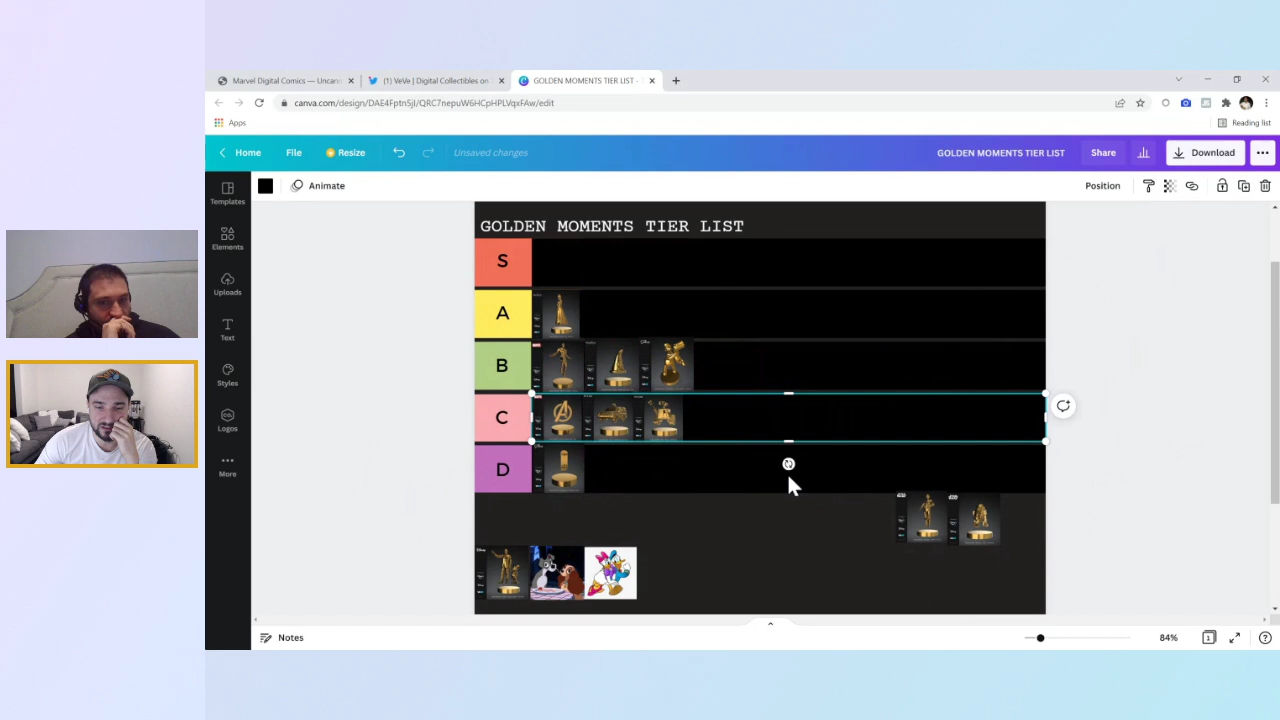 Marvel Digital Comics — Uncan
(1) VeVe | Digital Collectibles on
GOLDEN MOMENTS TIER LIST -
canva.com/design/DAE4Fptn5jI/QRC7nepuW6HCpHPLVqxFAw/edit
Apps
Reading list
Home
File
Resize
Unsaved changes
GOLDEN MOMENTS TIER LIST
Share
Download
Animate
Position
Templates
Elements
Uploads
Text
Styles
Logos
More
GOLDEN MOMENTS TIER LIST
S
A
B
C
D
Notes
84%
1